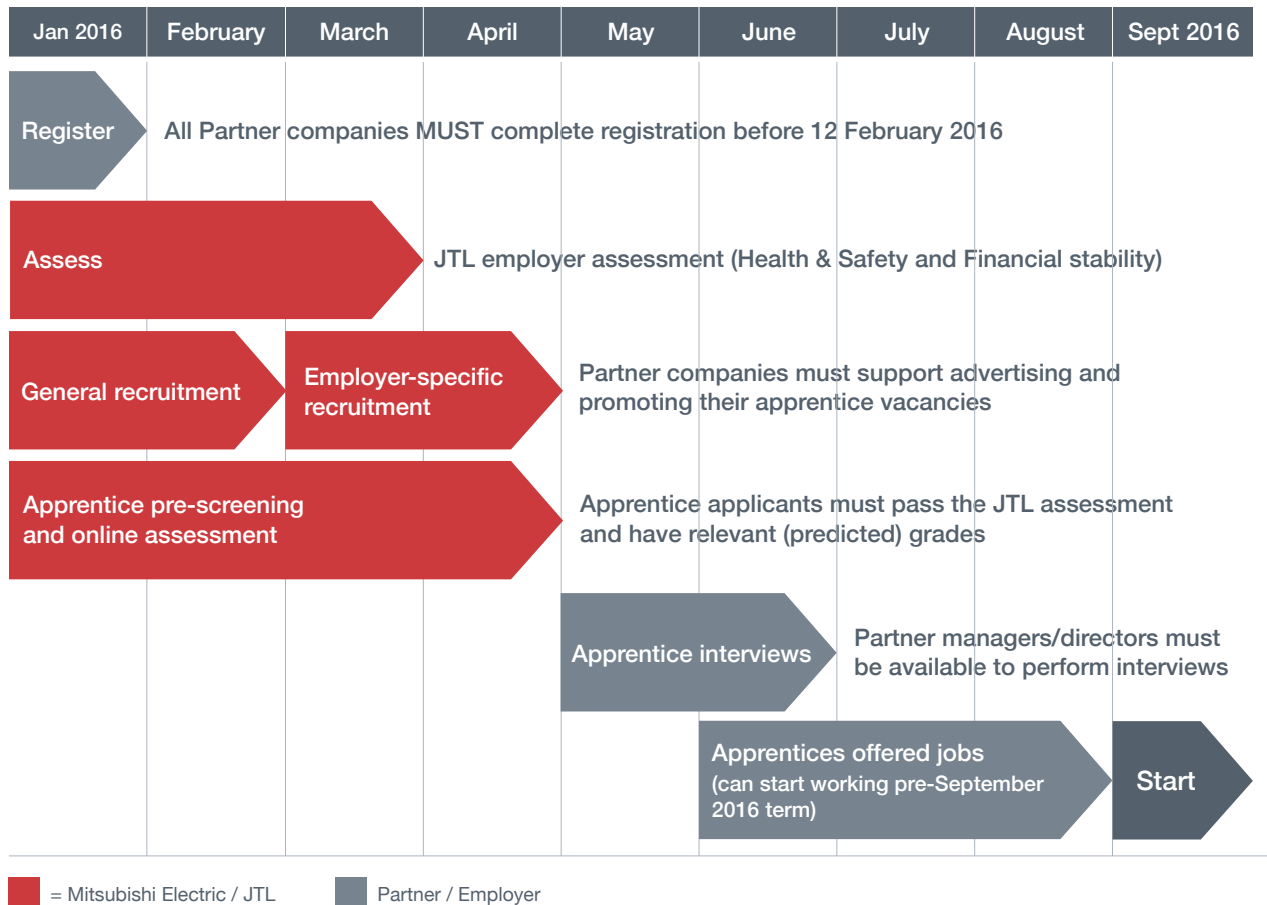 Jan 2016 February March April May June July August Sept 2016
Register
All Partner companies MUST complete registration before 12 February 2016
Assess
JTL employer assessment (Health & Safety and Financial stability)
General recruitment
Employer-specific
recruitment
Partner companies must support advertising and
promoting their apprentice vacancies
Apprentice pre-screening
and online assessment
Apprentice applicants must pass the JTL assessment
and have relevant (predicted) grades
Apprentice interviews
Partner managers/directors must
be available to perform interviews
Apprentices offered jobs
(can start working pre-September
2016 term)
Start
= Mitsubishi Electric / JTL
Partner / Employer